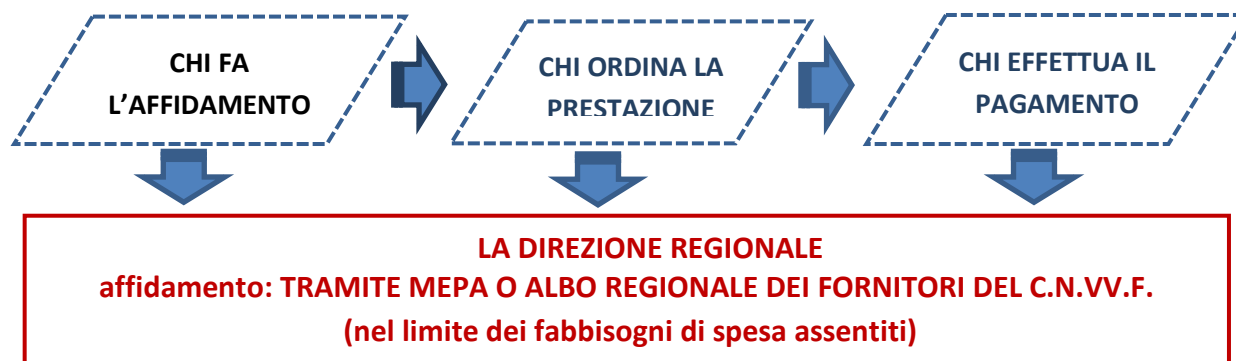 CHI FA
L’AFFIDAMENTO
CHI ORDINA LA
PRESTAZIONE
CHI EFFETTUA IL
PAGAMENTO
LA DIREZIONE REGIONALE
affidamento: TRAMITE MEPA O ALBO REGIONALE DEI FORNITORI DEL C.N.VV.F.
(nel limite dei fabbisogni di spesa assentiti)